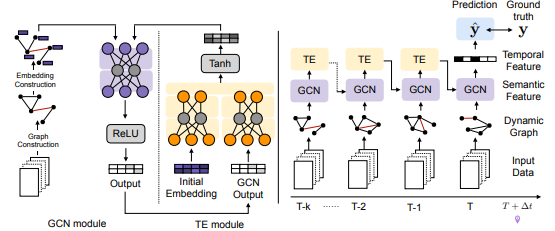 Embedding
Construction
Graph
Construction
ReLU
Output
GCN module
Tanh
Initial
Embedding
GCN
Output
TE module
Prediction
Ground
truth
ŷ
y
TE
TE
TE
Temporal
Feature
GCN
GCN
GCN
GCN
Semantic
Feature
Dynamic
Graph
Input
Data
T-k
......
T-2
T-1
T
T + Δt